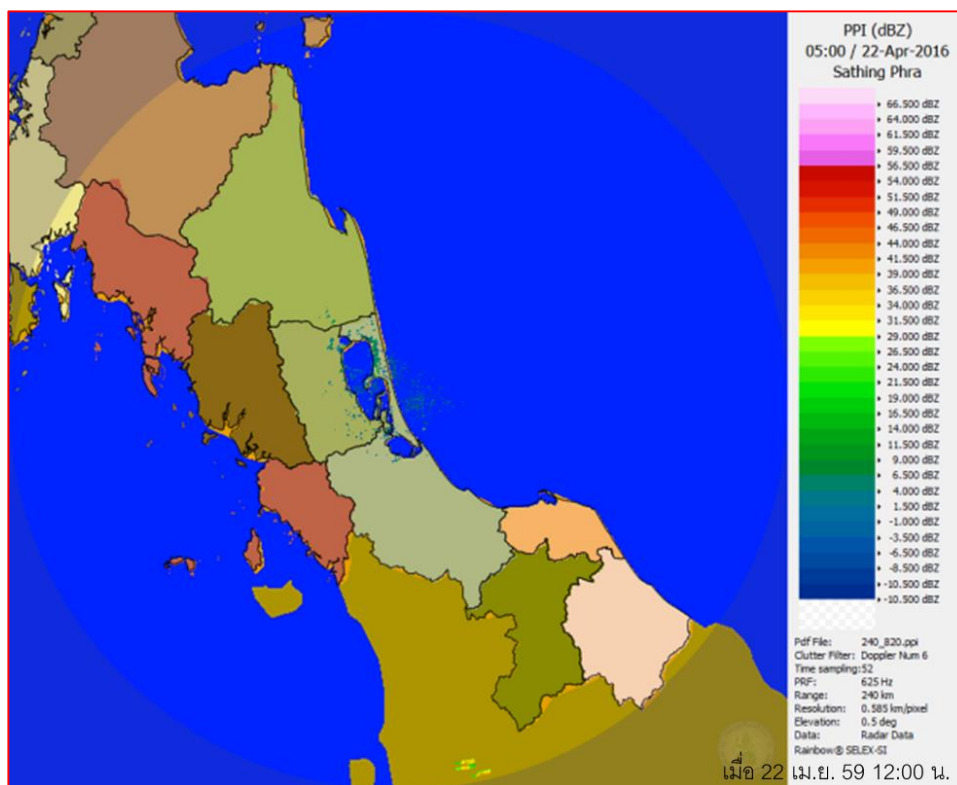 PPI (dBZ)
05:00 / 22-Apr-2016
Sathing Phra
66.500 dBZ
64.000 dBZ
61.500 dBZ
59.500 dBZ
56.500 dBZ
54.000 dBZ
51.500 dBZ
49.000 dBZ
46.500 dBZ
44.000 dBZ
41.500 dBZ
39.000 dBZ
36.500 dBZ
34.000 dBZ
31.500 dBZ
29.000 dBZ
26.500 dBZ
24.000 dBZ
21.500 dBZ
19.000 dBZ
16.500 dBZ
14.000 dBZ
11.500 dBZ
9.000 dBZ
6.500 dBZ
4.000 dBZ
1.500 dBZ
-1.000 dBZ
-3.500 dBZ
-6.500 dBZ
-8.500 dBZ
-10.500 dBZ
-10.500 dBZ
Pdf File: 240_820.ppi
Clutter Filter: Doppler Num 6
Time sampling:52
PRF: 625 Hz
Range: 240 km
Resolution: 0.585 km/pixel
Elevation: 0.5 deg
Data: Radar Data
Rainbow® SELEX-SI
เมื่อ 22 เม.ย. 59 12:00 น.